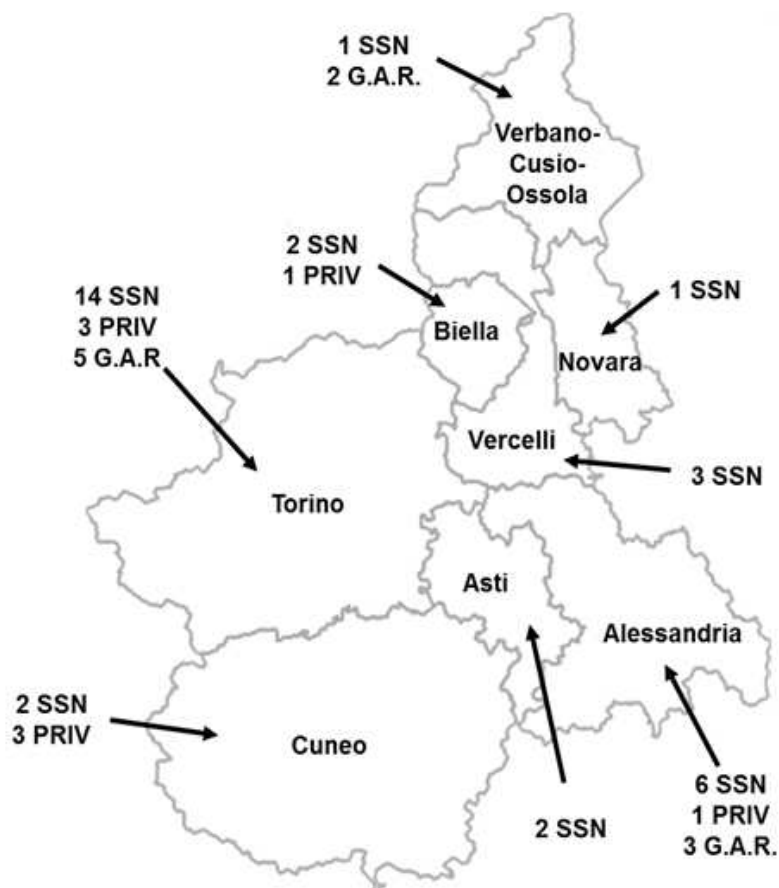 1 SSN
2 G.A.R.
Verbano-
Cusio-
Ossola
2 SSN
1 PRIV
14 SSN
3 PRIV
5 G.A.R
1 SSN
Biella
Novara
Vercelli
3 SSN
Torino
Asti
Alessandria
2 SSN
3 PRIV
Cuneo
2 SSN
6 SSN
1 PRIV
3 G.A.R.